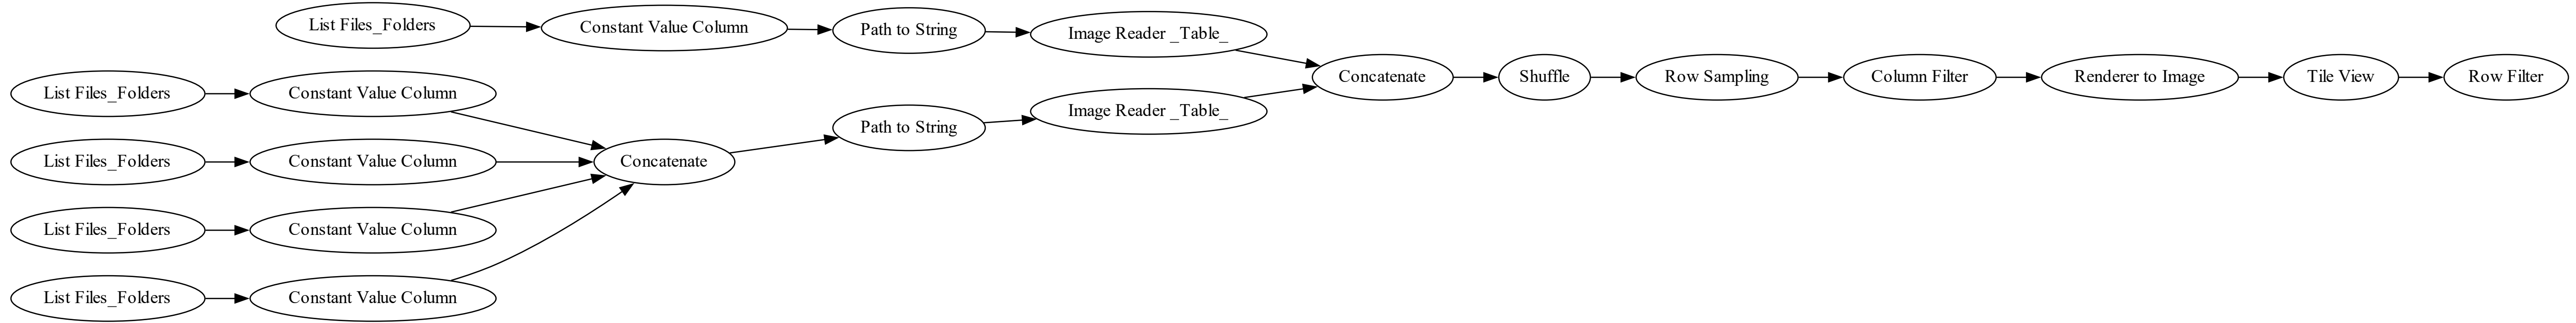 List Files_Folders
Constant Value Column
Path to String
Image Reader _Table_
List Files_Folders
Constant Value Column
List Files_Folders
Constant Value Column
List Files_Folders
Constant Value Column
List Files_Folders
Constant Value Column
Concatenate
Path to String
Image Reader _Table_
Concatenate
Shuffle
Row Sampling
Column Filter
Renderer to Image
Tile View
Row Filter